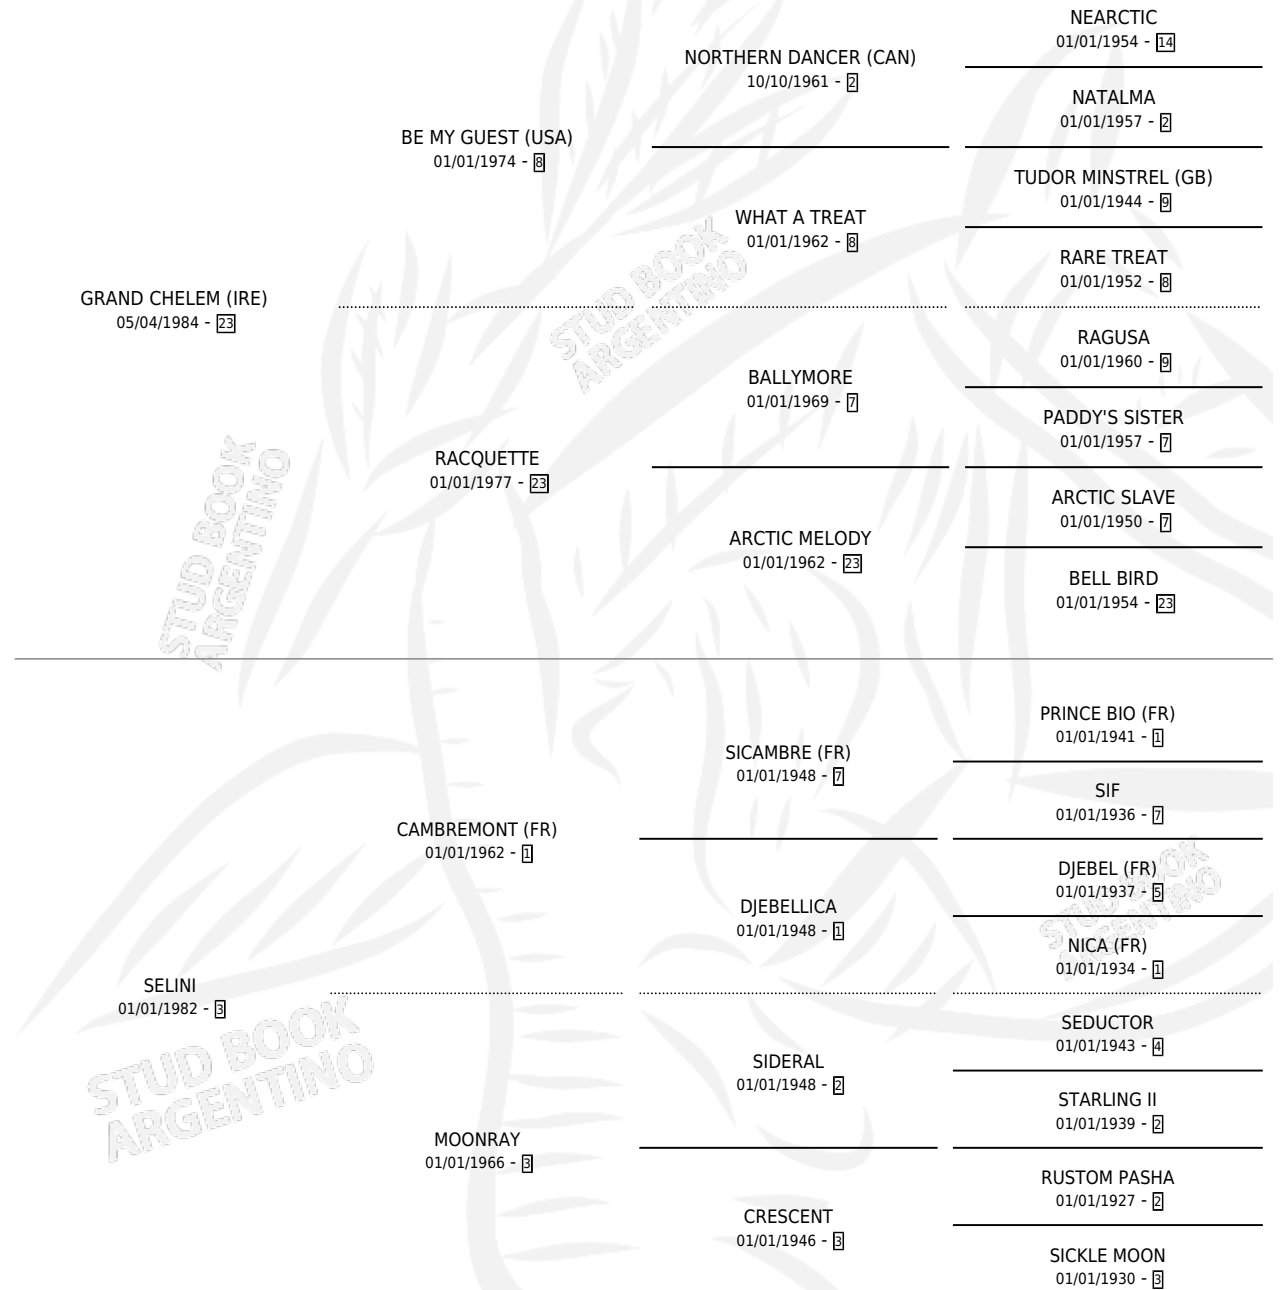 NEARCTIC
01/01/1954 - 14
NORTHERN DANCER (CAN)
10/10/1961 - 2
NATALMA
01/01/1957 - 2
BE MY GUEST (USA)
01/01/1974 - 8
TUDOR MINSTREL (GB)
01/01/1944 - 9
WHAT A TREAT
01/01/1962 - 8
RARE TREAT
01/01/1952 - 8
GRAND CHELEM (IRE)
05/04/1984 - 23
RAGUSA
01/01/1960 - 9
BALLYMORE
01/01/1969 - 7
PADDY'S SISTER
01/01/1957 - 7
RACQUETTE
01/01/1977 - 23
ARCTIC SLAVE
01/01/1950 - 7
ARCTIC MELODY
01/01/1962 - 23
BELL BIRD
01/01/1954 - 23
PRINCE BIO (FR)
01/01/1941 - 1
SICAMBRE (FR)
01/01/1948 - 7
SIF
01/01/1936 - 7
CAMBREMONT (FR)
01/01/1962 - 1
DJEBEL (FR)
01/01/1937 - 5
DJEBELLICA
01/01/1948 - 1
NICA (FR)
01/01/1934 - 1
SELINI
01/01/1982 - 3
SEDUCTOR
01/01/1943 - 4
SIDERAL
01/01/1948 - 2
STARLING II
01/01/1939 - 2
MOONRAY
01/01/1966 - 3
RUSTOM PASHA
01/01/1927 - 2
CRESCENT
01/01/1946 - 3
SICKLE MOON
01/01/1930 - 3
STUD BOOK
ARGENTINO
STUD BOOK
ARGENTINO
STUD BOOK
ARGENTINO
STUD BOOK
ARGENTINO